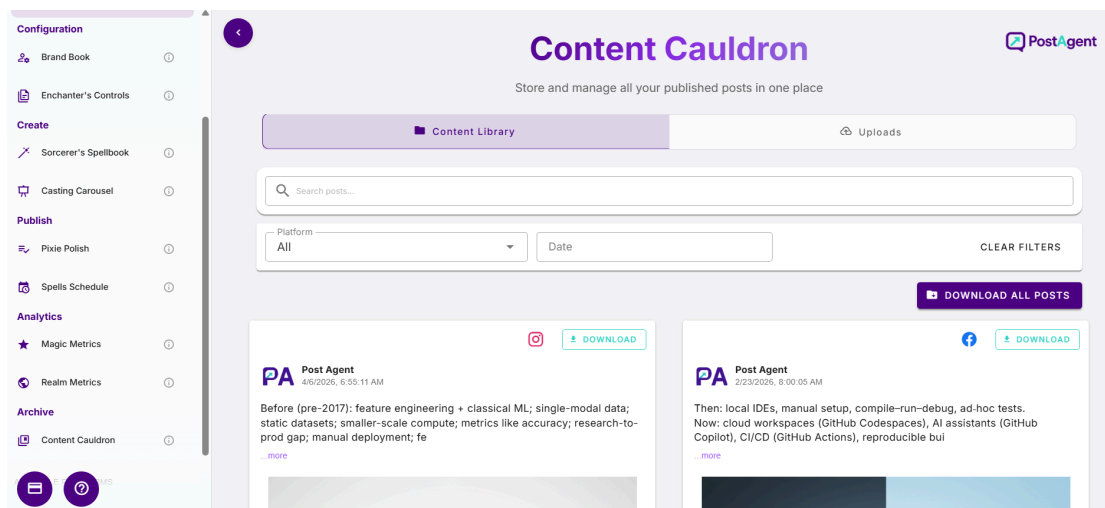 Configuration
Brand Book
Enchanter's Controls
Create
Sorcerer's Spellbook
Casting Carousel
Publish
Pixie Polish
Spells Schedule
Analytics
Magic Metrics
Realm Metrics
Archive
Content Cauldron
Content Cauldron
PostAgent
Store and manage all your published posts in one place
Content Library
Uploads
Search posts...
Platform
All
Date
CLEAR FILTERS
DOWNLOAD ALL POSTS
DOWNLOAD
PA
Post Agent
4/6/2026, 6:55:11 AM
Before (pre-2017): feature engineering + classical ML; single-modal data;
static datasets; smaller-scale compute; metrics like accuracy; research-to-
prod gap; manual deployment; fe
...more
DOWNLOAD
PA
Post Agent
2/23/2026, 8:00:05 AM
Then: local IDEs, manual setup, compile–run–debug, ad-hoc tests.
Now: cloud workspaces (GitHub Codespaces), AI assistants (GitHub
Copilot), CI/CD (GitHub Actions), reproducible bui
...more